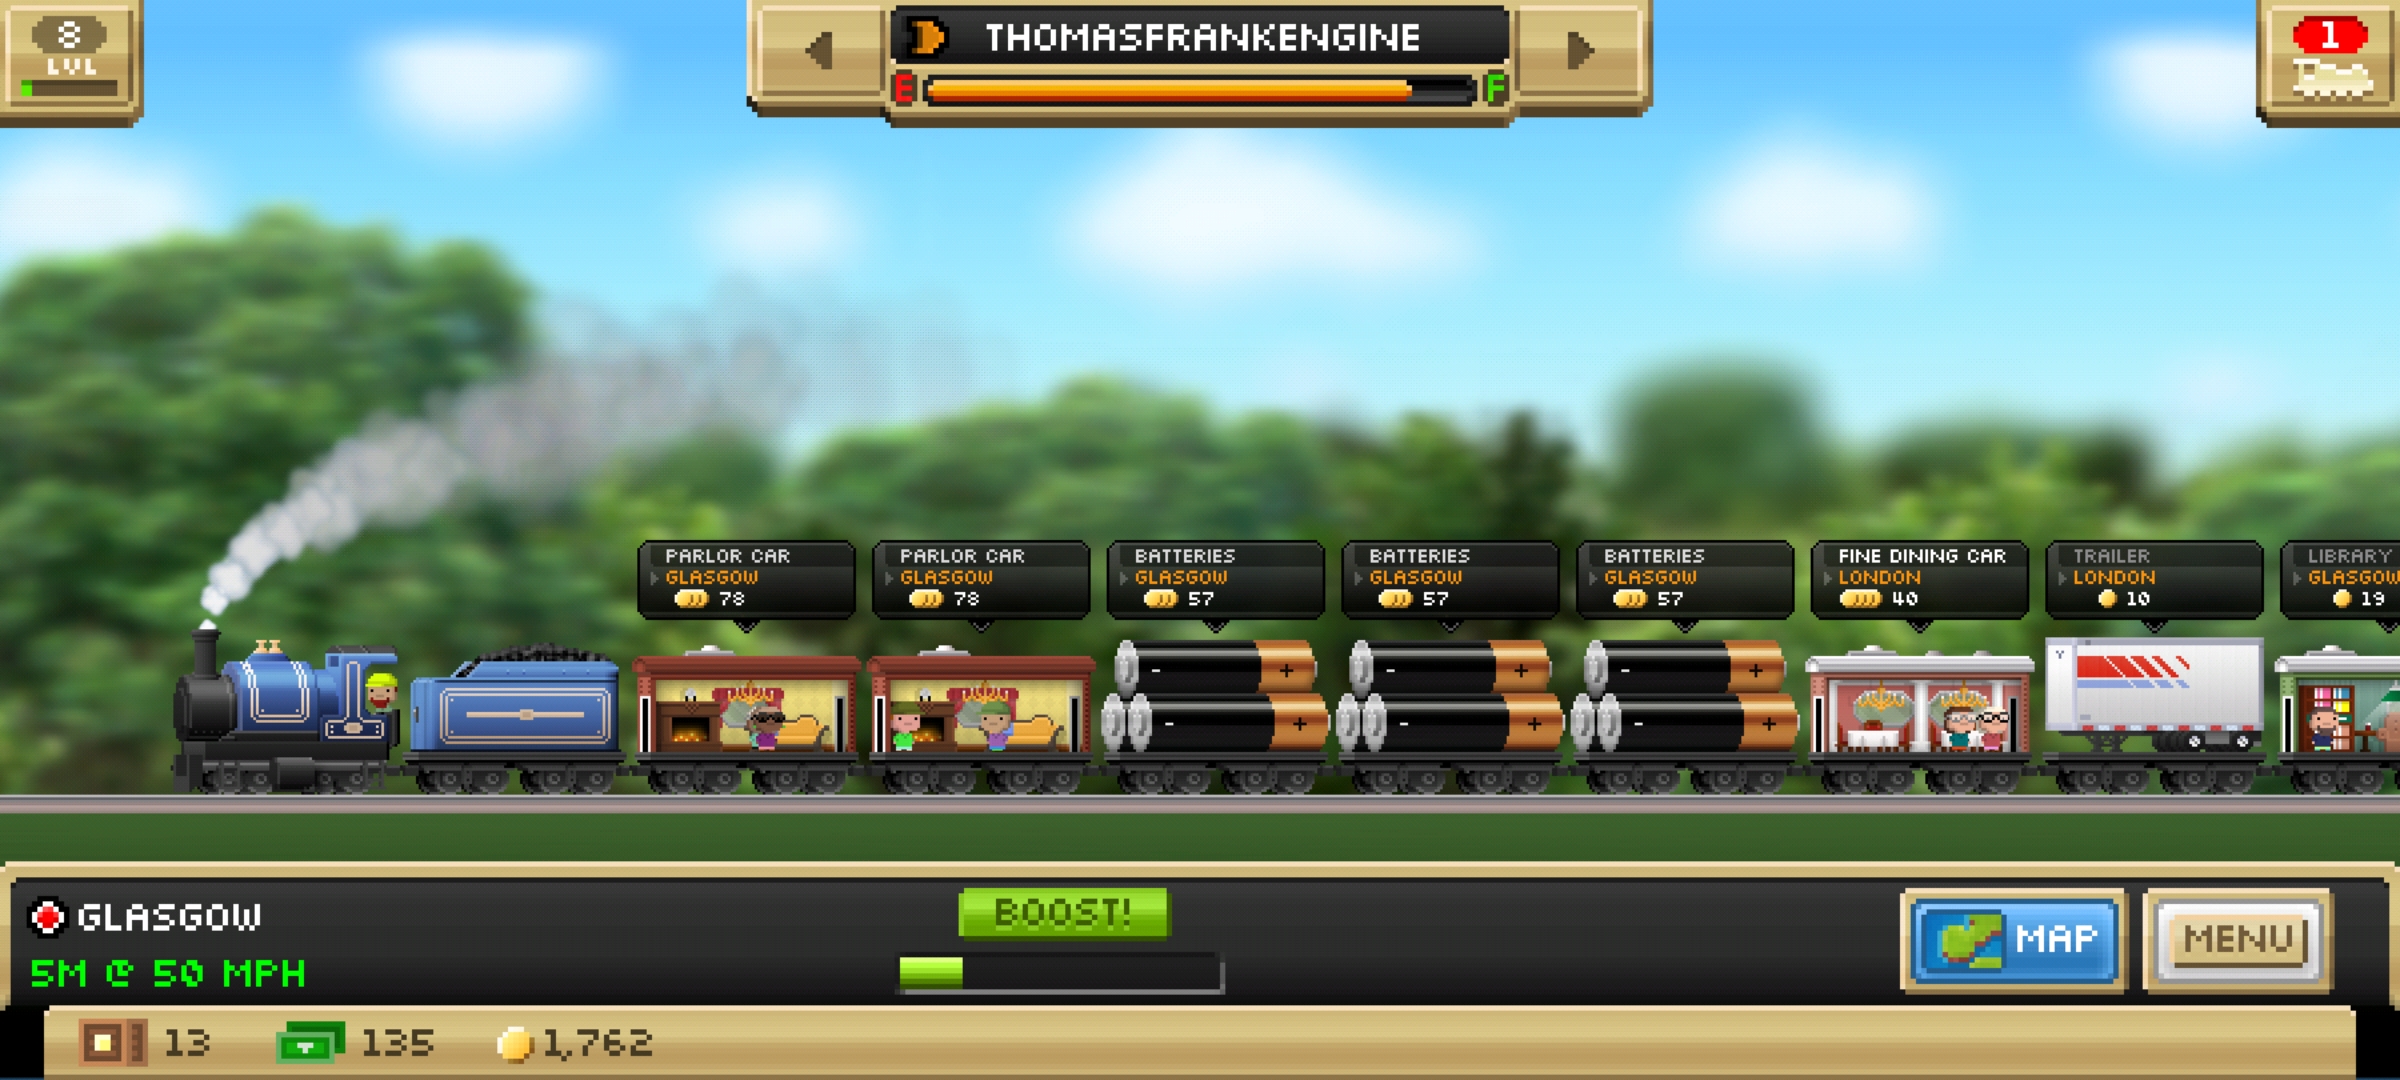 8
LVL
THOMASFRANKENGINE
E F
1
PARLOR CAR
GLASGOW
78
PARLOR CAR
GLASGOW
78
BATTERIES
GLASGOW
57
BATTERIES
GLASGOW
57
BATTERIES
GLASGOW
57
FINE DINING CAR
LONDON
40
TRAILER
LONDON
10
LIBRARY
GLASGOW
19
- +
- +
- +
- +
- +
- +
Y
GLASGOW
5M @ 50 MPH
BOOST!
MAP
MENU
13
135
1,762